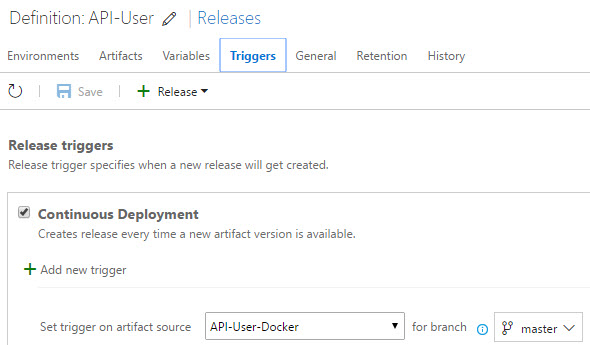 Definition: API-User | Releases
Environments Artifacts Variables Triggers General Retention History
Save Release
Release triggers
Release trigger specifies when a new release will get created.
Continuous Deployment
Creates release every time a new artifact version is available.
Add new trigger
Set trigger on artifact source API-User-Docker for branch master